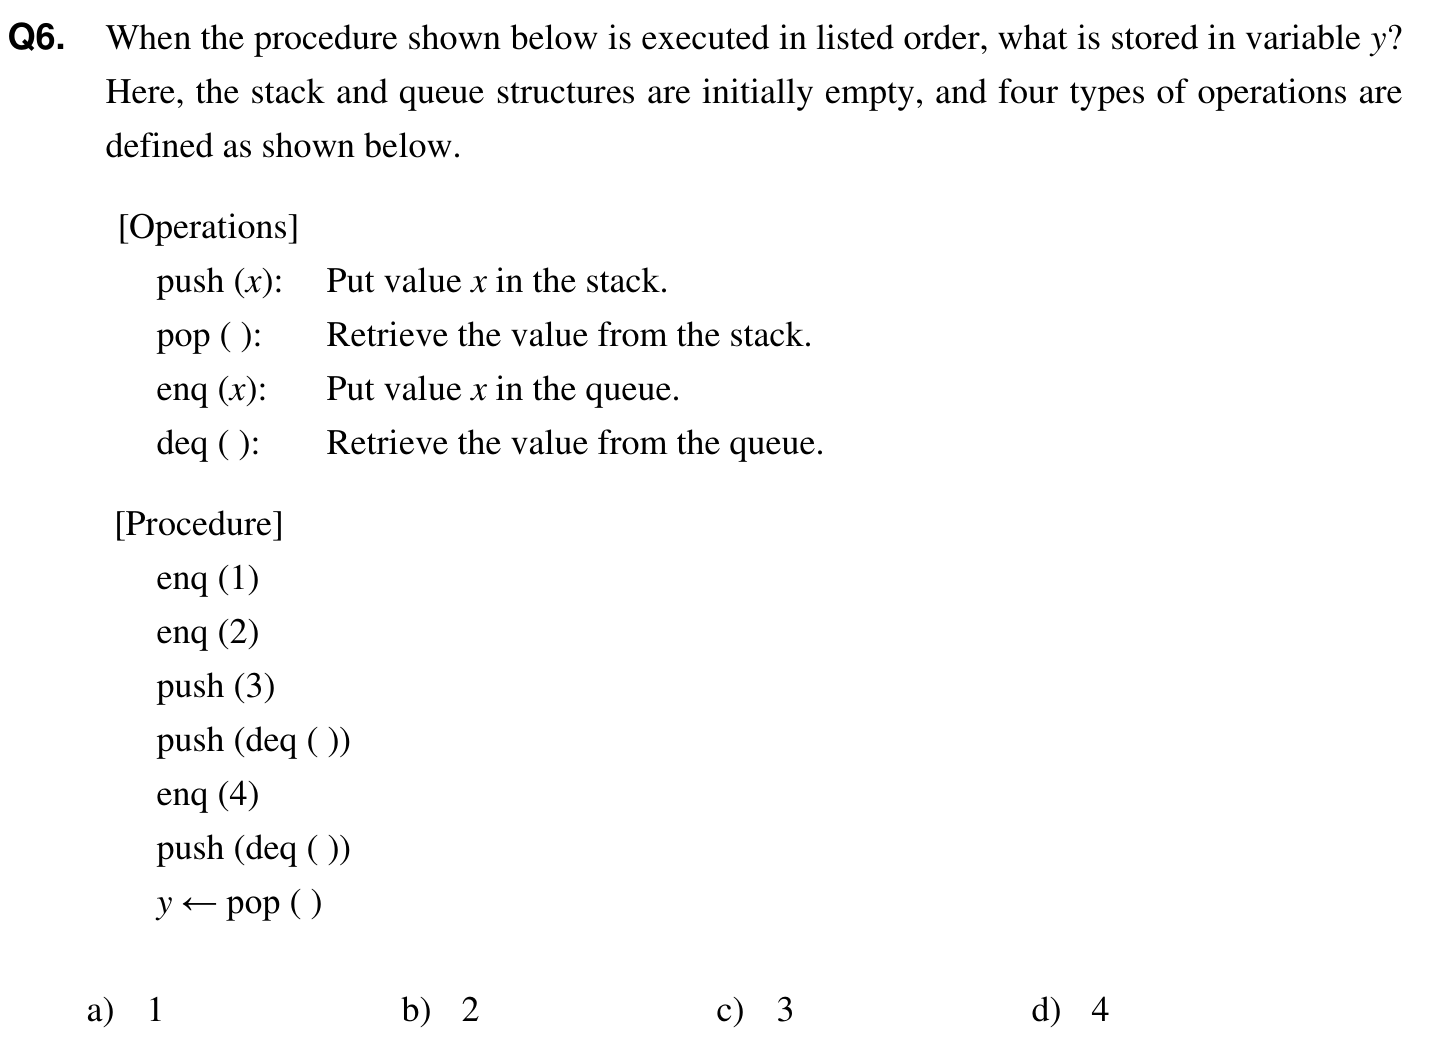 Q6. When the procedure shown below is executed in listed order, what is stored in variable y?
Here, the stack and queue structures are initially empty, and four types of operations are
defined as shown below.
[Operations]
push (x): Put value x in the stack.
pop ( ): Retrieve the value from the stack.
enq (x): Put value x in the queue.
deq ( ): Retrieve the value from the queue.
[Procedure]
enq (1)
enq (2)
push (3)
push (deq ( ))
enq (4)
push (deq ( ))
y ← pop ( )
a) 1 b) 2 c) 3 d) 4